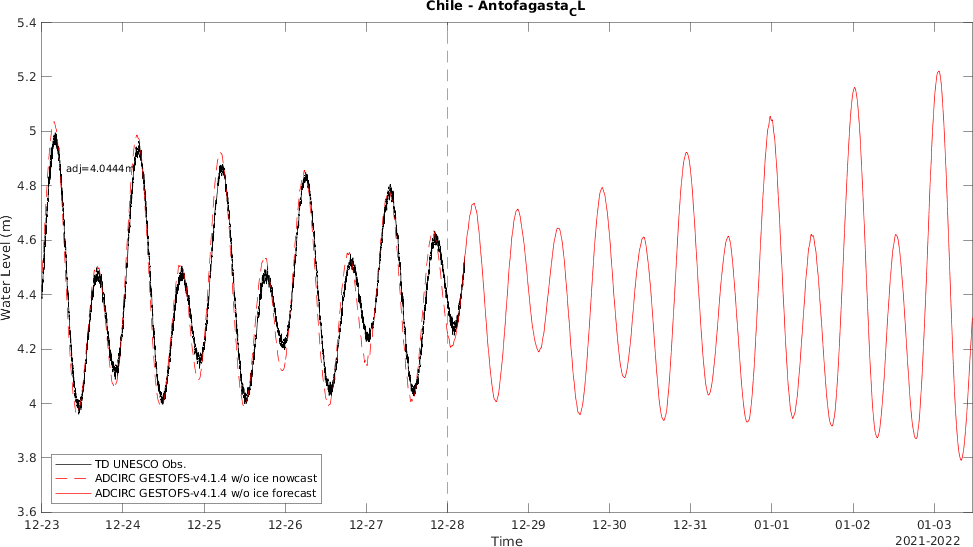 Chile - Antofagasta_CL
5.4
5.2
5
4.8
4.6
4.4
4.2
4
3.8
3.6
Water Level (m)
adj=4.0444m
TD UNESCO Obs.
ADCIRC GESTOFS-v4.1.4 w/o ice nowcast
ADCIRC GESTOFS-v4.1.4 w/o ice forecast
12-23 12-24 12-25 12-26 12-27 12-28 12-29 12-30 12-31 01-01 01-02 01-03
Time
2021-2022